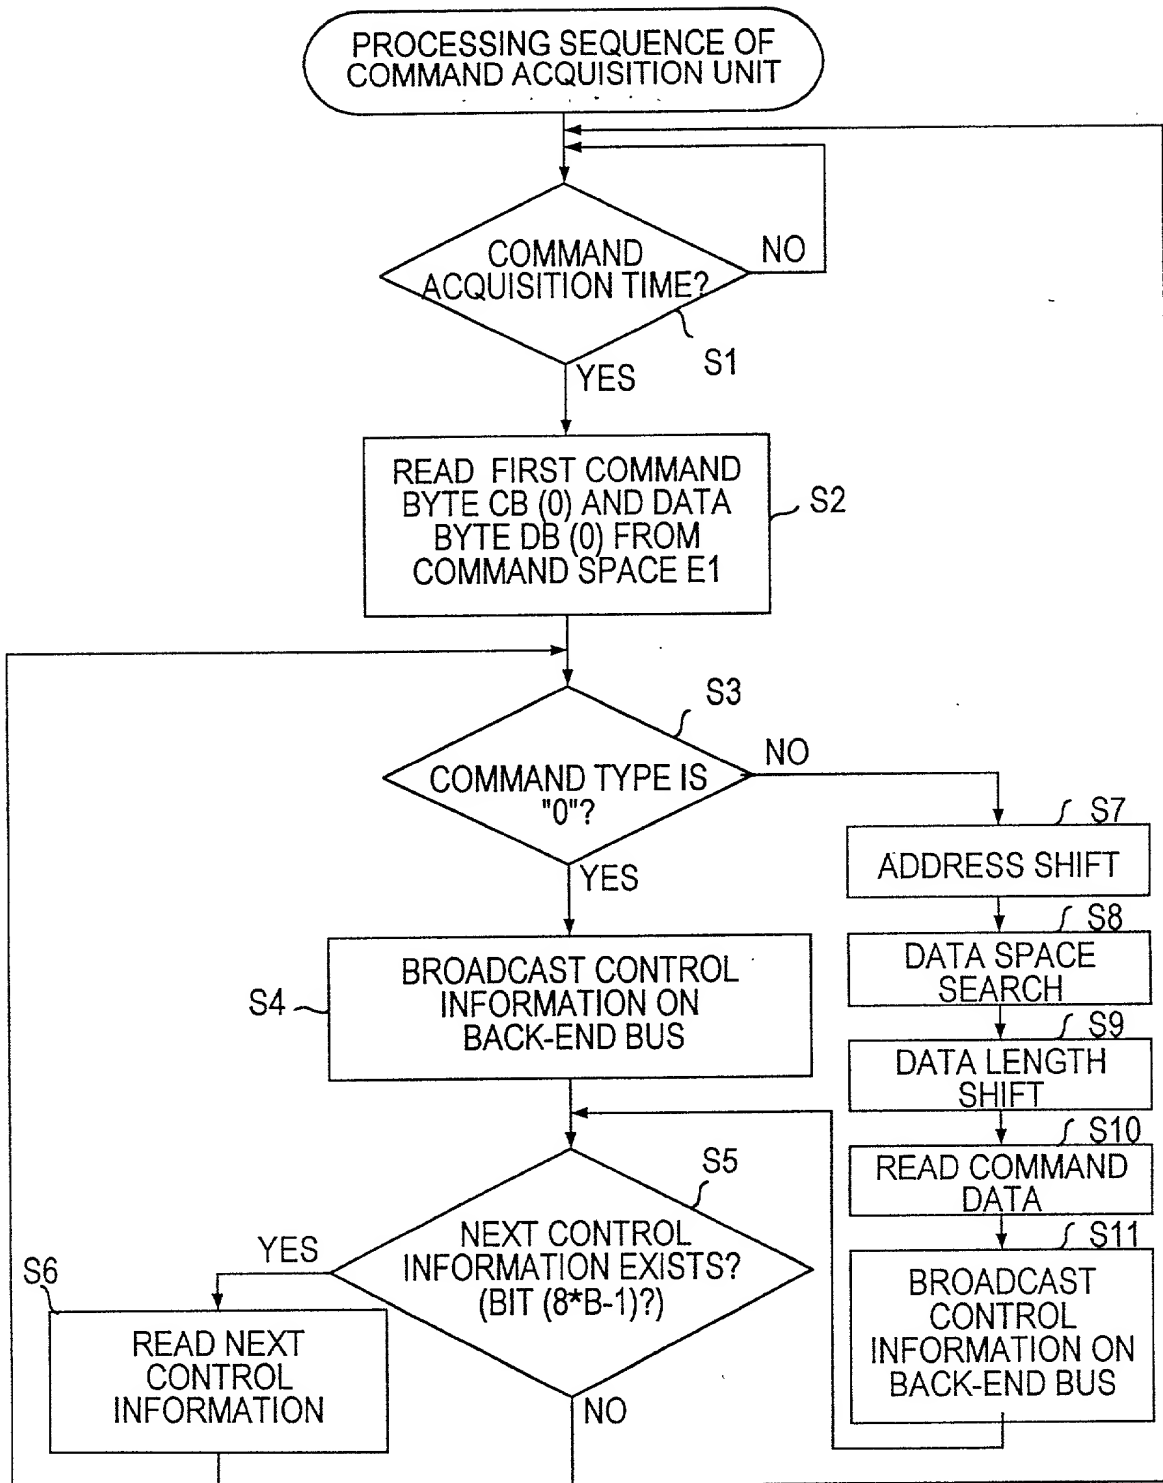 PROCESSING SEQUENCE OF
COMMAND ACQUISITION UNIT
COMMAND
ACQUISITION TIME?
NO
S1
YES
READ FIRST COMMAND
BYTE CB (0) AND DATA
BYTE DB (0) FROM
COMMAND SPACE E1
S2
S3
COMMAND TYPE IS
"0"?
NO
YES
S7
ADDRESS SHIFT
S8
DATA SPACE
SEARCH
S4
BROADCAST CONTROL
INFORMATION ON
BACK-END BUS
S9
DATA LENGTH
SHIFT
S10
READ COMMAND
DATA
S5
NEXT CONTROL
INFORMATION EXISTS?
(BIT (8*B-1)?)
YES
NO
S6
READ NEXT
CONTROL
INFORMATION
S11
BROADCAST
CONTROL
INFORMATION ON
BACK-END BUS